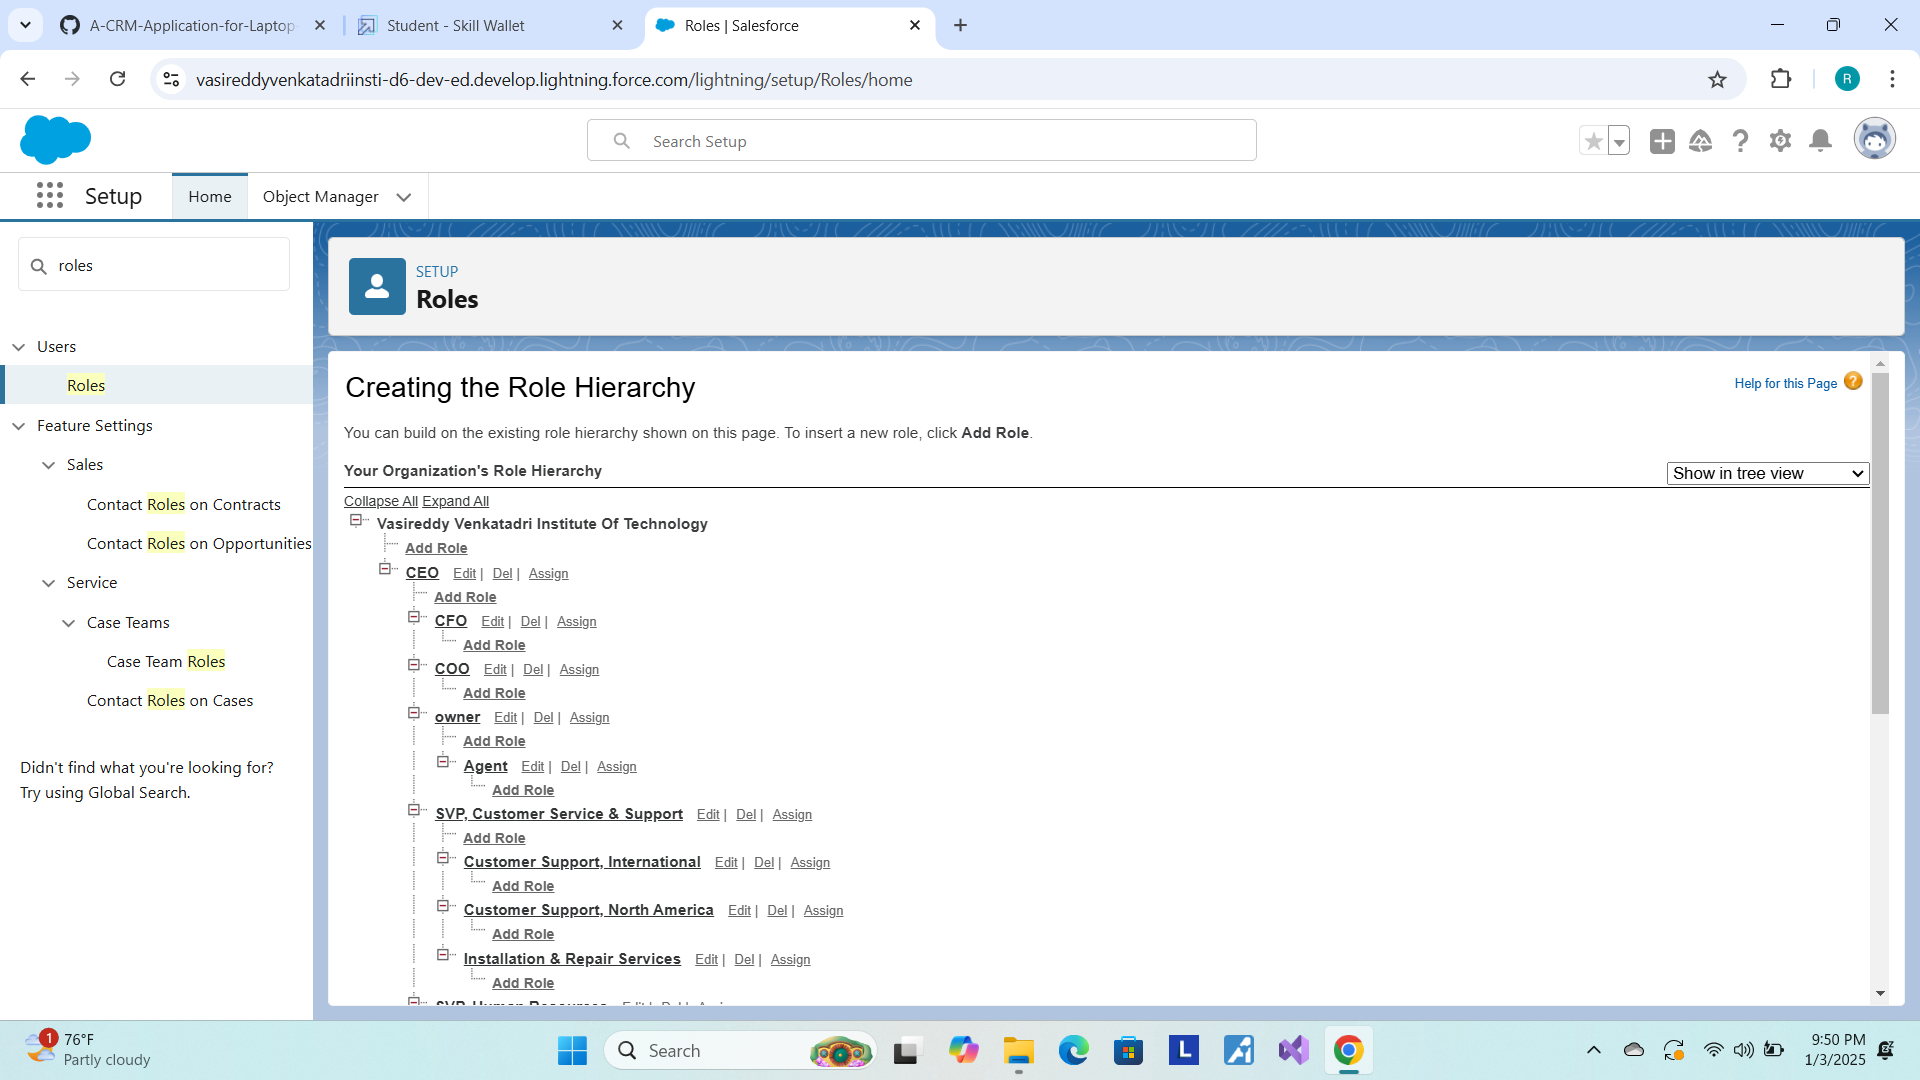 A-CRM-Application-for-Laptop-
Student - Skill Wallet
Roles | Salesforce
vasireddyvenkatadriinsti-d6-dev-ed.develop.lightning.force.com/lightning/setup/Roles/home
R
Search Setup
Setup
Home
Object Manager
roles
Users
Roles
Feature Settings
Sales
Contact Roles on Contracts
Contact Roles on Opportunities
Service
Case Teams
Case Team Roles
Contact Roles on Cases
Didn't find what you're looking for?
Try using Global Search.
SETUP
Roles
Creating the Role Hierarchy
Help for this Page ?
You can build on the existing role hierarchy shown on this page. To insert a new role, click Add Role.
Your Organization's Role Hierarchy
Show in tree view
Collapse All Expand All
Vasireddy Venkatadri Institute Of Technology
Add Role
CEO Edit | Del | Assign
Add Role
CFO Edit | Del | Assign
Add Role
COO Edit | Del | Assign
Add Role
owner Edit | Del | Assign
Add Role
Agent Edit | Del | Assign
Add Role
SVP, Customer Service & Support Edit | Del | Assign
Add Role
Customer Support, International Edit | Del | Assign
Add Role
Customer Support, North America Edit | Del | Assign
Add Role
Installation & Repair Services Edit | Del | Assign
Add Role
SVP, Human Resources Edit | Del | Assign
1
76°F
Partly cloudy
Search
L
9:50 PM
1/3/2025